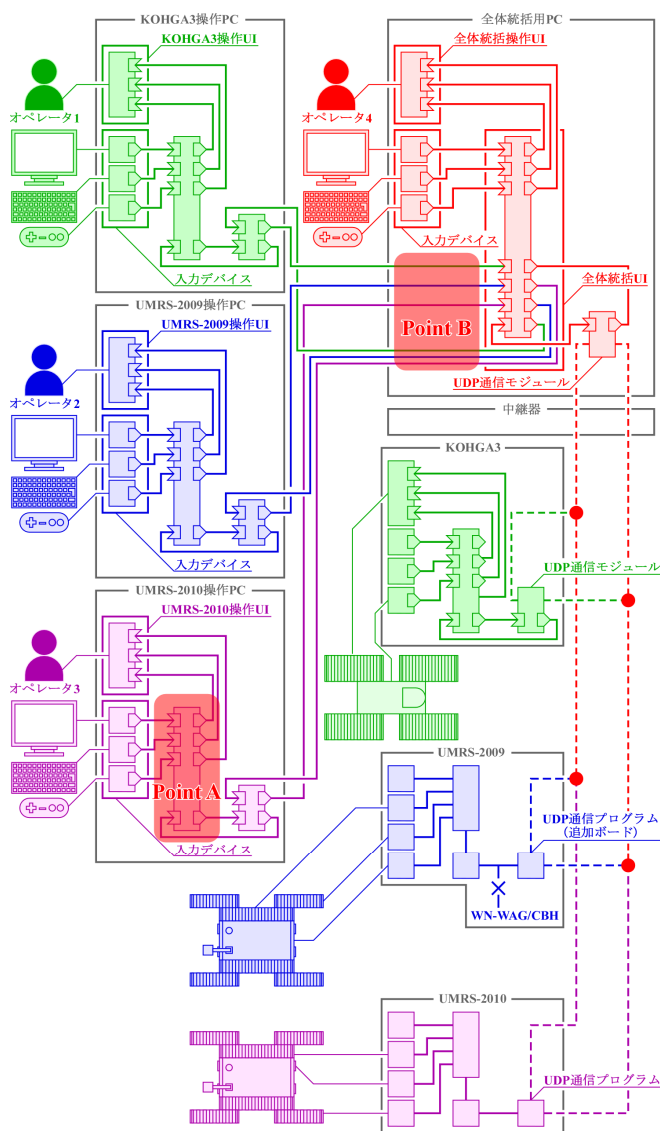 KOHGA3操作PC
KOHGA3操作UI
オペレータ1
入力デバイス
全体統括用PC
全体統括操作UI
オペレータ4
入力デバイス
全体統括UI
Point B
UDP通信モジュール
中継器
UMRS-2009操作PC
UMRS-2009操作UI
オペレータ2
入力デバイス
KOHGA3
UDP通信モジュール
UMRS-2010操作PC
UMRS-2010操作UI
オペレータ3
Point A
入力デバイス
UMRS-2009
UDP通信プログラム
（追加ボード）
WN-WAG/CBH
UMRS-2010
UDP通信プログラム